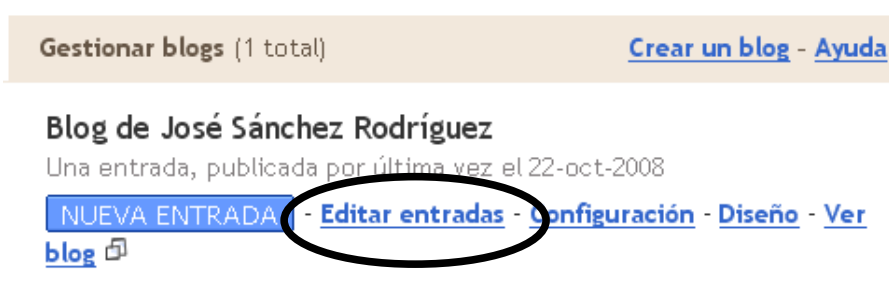 Gestionar blogs (1 total) Crear un blog - Ayuda
Blog de José Sánchez Rodríguez
Una entrada, publicada por última vez el 22-oct-2008
NUEVA ENTRADA - Editar entradas - Configuración - Diseño - Ver
blog